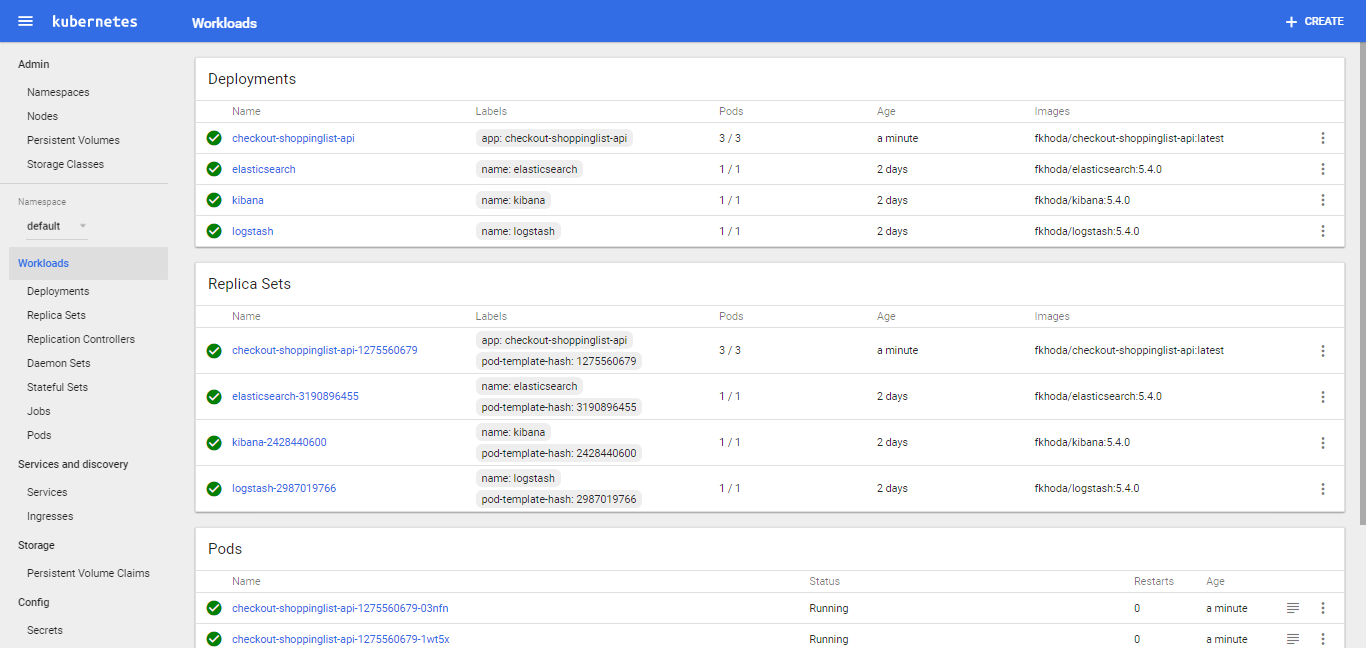 kubernetes
Workloads
CREATE
Admin
Namespaces
Nodes
Persistent Volumes
Storage Classes
Namespace
default
Workloads
Deployments
Replica Sets
Replication Controllers
Daemon Sets
Stateful Sets
Jobs
Pods
Services and discovery
Services
Ingresses
Storage
Persistent Volume Claims
Config
Secrets
Deployments
Name Labels Pods Age Images
checkout-shoppinglist-api app: checkout-shoppinglist-api 3 / 3 a minute fkhoda/checkout-shoppinglist-api:latest
elasticsearch name: elasticsearch 1 / 1 2 days fkhoda/elasticsearch:5.4.0
kibana name: kibana 1 / 1 2 days fkhoda/kibana:5.4.0
logstash name: logstash 1 / 1 2 days fkhoda/logstash:5.4.0
Replica Sets
Name Labels Pods Age Images
app: checkout-shoppinglist-api
checkout-shoppinglist-api-1275560679 3 / 3 a minute fkhoda/checkout-shoppinglist-api:latest
pod-template-hash: 1275560679
name: elasticsearch
elasticsearch-3190896455 1 / 1 2 days fkhoda/elasticsearch:5.4.0
pod-template-hash: 3190896455
name: kibana
kibana-2428440600 1 / 1 2 days fkhoda/kibana:5.4.0
pod-template-hash: 2428440600
name: logstash
logstash-2987019766 1 / 1 2 days fkhoda/logstash:5.4.0
pod-template-hash: 2987019766
Pods
Name Status Restarts Age
checkout-shoppinglist-api-1275560679-03nfn Running 0 a minute
checkout-shoppinglist-api-1275560679-1wt5x Running 0 a minute